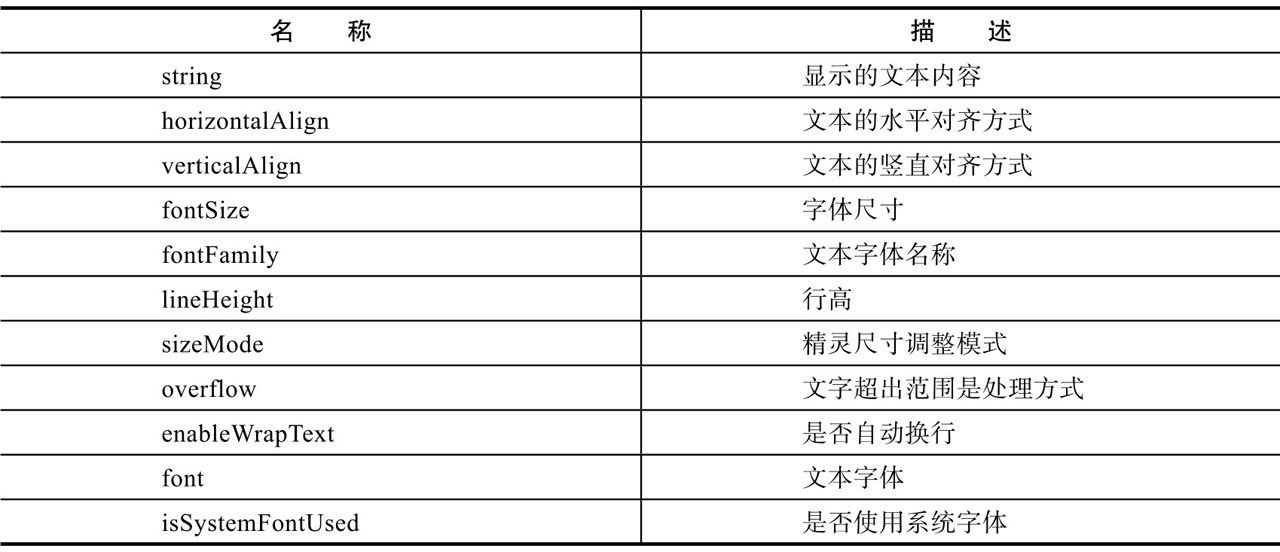 名 称 描 述
string 显示的文本内容
horizontalAlign 文本的水平对齐方式
verticalAlign 文本的竖直对齐方式
fontSize 字体尺寸
fontFamily 文本字体名称
lineHeight 行高
sizeMode 精灵尺寸调整模式
overflow 文字超出范围是处理方式
enableWrapText 是否自动换行
font 文本字体
isSystemFontUsed 是否使用系统字体